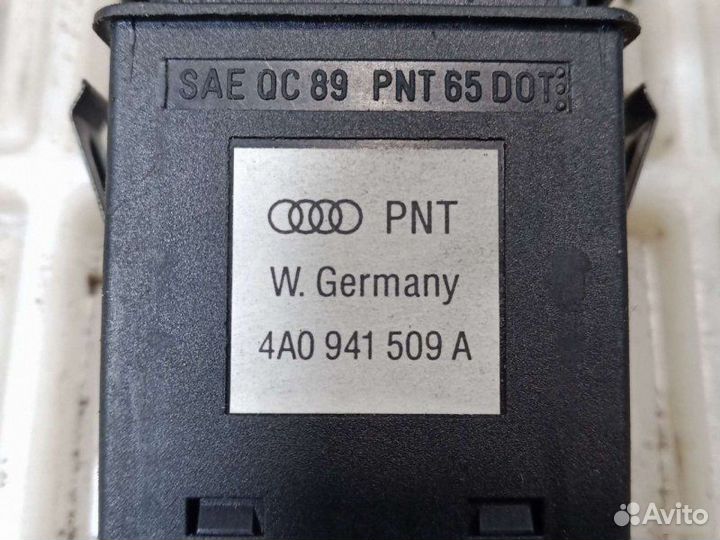 SAE QC 89 PNT 65 DOT
PNT
W. Germany
4A0 941 509 A
Avito